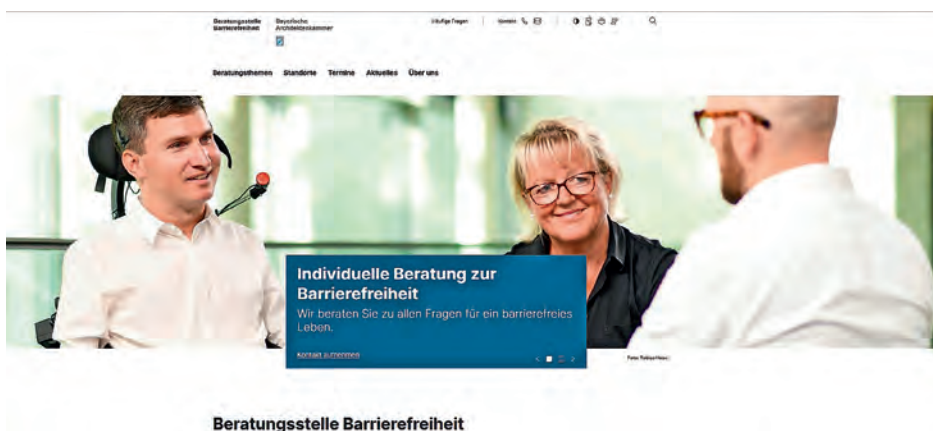 Beratungsstelle
Barrierefreiheit
Bayerische
Architektenkammer
Häufige Fragen
Kontakt
Beratungsthemen Standorte Termine Aktuelles Über uns
Individuelle Beratung zur
Barrierefreiheit
Wir beraten Sie zu allen Fragen für ein barrierefreies
Leben.
Kontakt aufnehmen
Beratungsstelle Barrierefreiheit